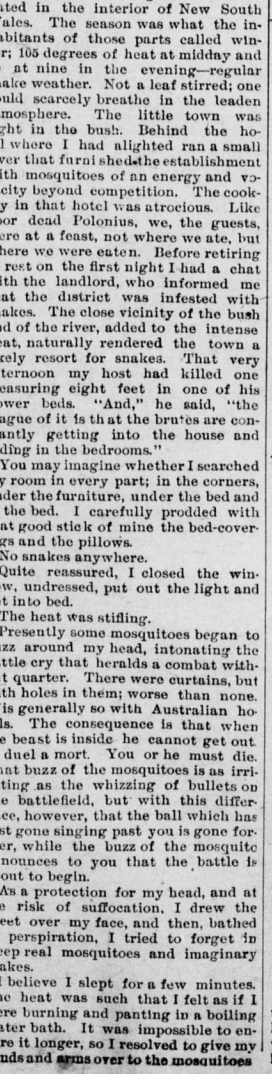 ated in the interior of New South
ales. The season was what the in-
abitants of those parts called win-
r; 105 degrees of heat at midday and
at nine in the evening—regular
ake weather. Not a leaf stirred; one
uld scarcely breathe in the leaden
mosphere. The little town was
ght in the bush. Behind the ho-
l where I had alighted ran a small
ver that furni shed the establishment
ith mosquitoes of an energy and vo-
city beyond competition. The cook-
y in that hotel was atrocious. Like
or dead Polonius, we, the guests,
ere at a feast, not where we ate, but
here we were eaten. Before retiring
rest on the first night I had a chat
ith the landlord, who informed me
at the district was infested with
akes. The close vicinity of the bush
d of the river, added to the intense
at, naturally rendered the town a
kely resort for snakes. That very
ternoon my host had killed one
easuring eight feet in one of his
ower beds. "And," he said, "the
ague of it is that the brutes are con-
antly getting into the house and
ding in the bedrooms."
You may imagine whether I searched
y room in every part; in the corners,
der the furniture, under the bed and
the bed. I carefully prodded with
at good stick of mine the bed-cover-
gs and the pillows.
No snakes anywhere.
Quite reassured, I closed the win-
w, undressed, put out the light and
t into bed.
The heat was stifling.
Presently some mosquitoes began to
zz around my head, intonating the
ttle cry that heralds a combat with-
t quarter. There were curtains, but
th holes in them; worse than none.
is generally so with Australian ho-
ls. The consequence is that when
e beast is inside he cannot get out.
duel a mort. You or he must die.
at buzz of the mosquitoes is as irri-
ting as the whizzing of bullets on
e battlefield, but with this differ-
ce, however, that the ball which has
st gone singing past you is gone for-
er, while the buzz of the mosquito
nounces to you that the battle is
out to begin.
As a protection for my head, and at
e risk of suffocation, I drew the
eet over my face, and then, bathed
perspiration, I tried to forget in
eep real mosquitoes and imaginary
akes.
I believe I slept for a few minutes.
he heat was such that I felt as if I
ere burning and panting in a boiling
ater bath. It was impossible to en-
re it longer, so I resolved to give my
nds and arms over to the mosquitoes